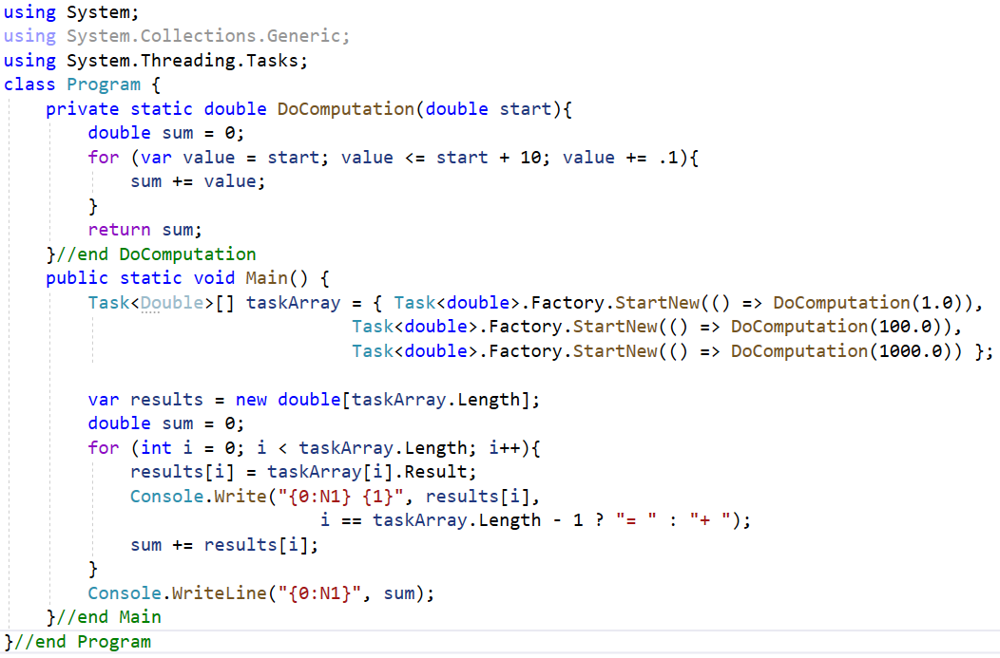 using System;
using System.Collections.Generic;
using System.Threading.Tasks;
class Program {
    private static double DoComputation(double start){
        double sum = 0;
        for (var value = start; value <= start + 10; value += .1){
            sum += value;
        }
        return sum;
    }//end DoComputation
    public static void Main() {
        Task<Double>[] taskArray = { Task<double>.Factory.StartNew(() => DoComputation(1.0)),
                                 Task<double>.Factory.StartNew(() => DoComputation(100.0)),
                                 Task<double>.Factory.StartNew(() => DoComputation(1000.0)) };

        var results = new double[taskArray.Length];
        double sum = 0;
        for (int i = 0; i < taskArray.Length; i++){
            results[i] = taskArray[i].Result;
            Console.Write("{0:N1} {1}", results[i],
                              i == taskArray.Length - 1 ? "= " : "+ ");
            sum += results[i];
        }
        Console.WriteLine("{0:N1}", sum);
    }//end Main
}//end Program